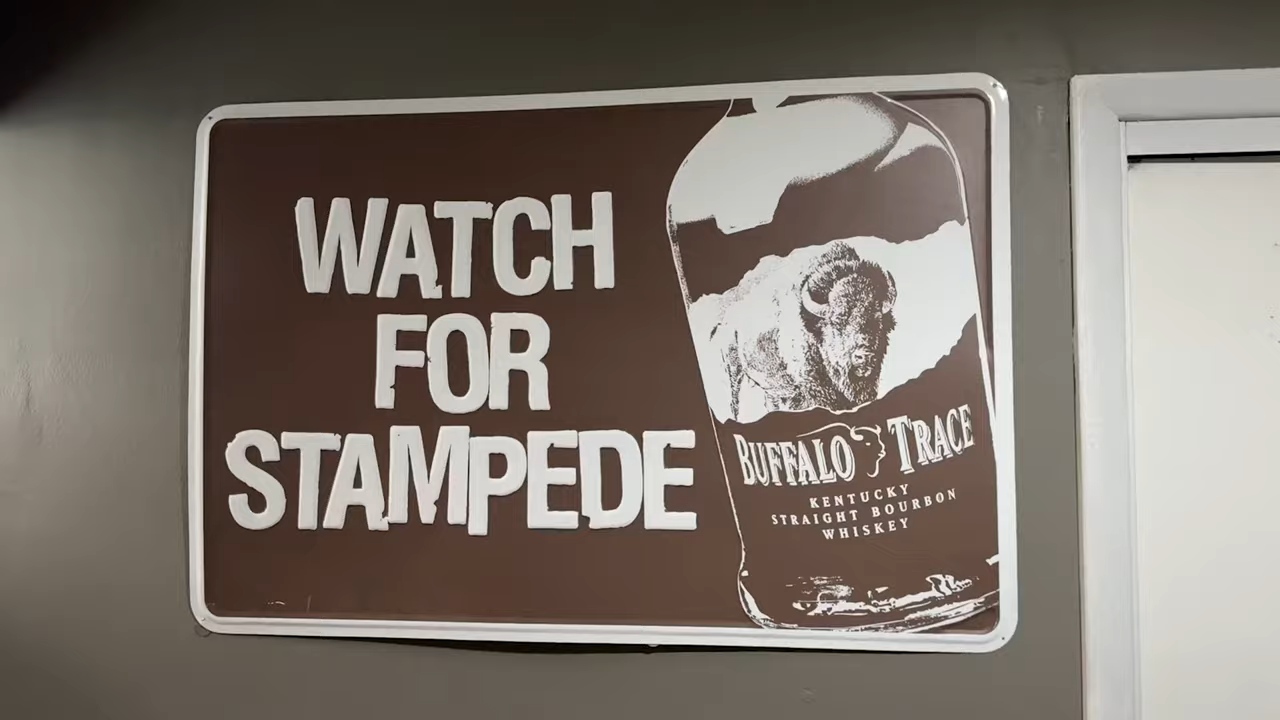 WATCH
FOR
STAMPEDE
BUFFALO TRACE
KENTUCKY
STRAIGHT BOURBON
WHISKEY